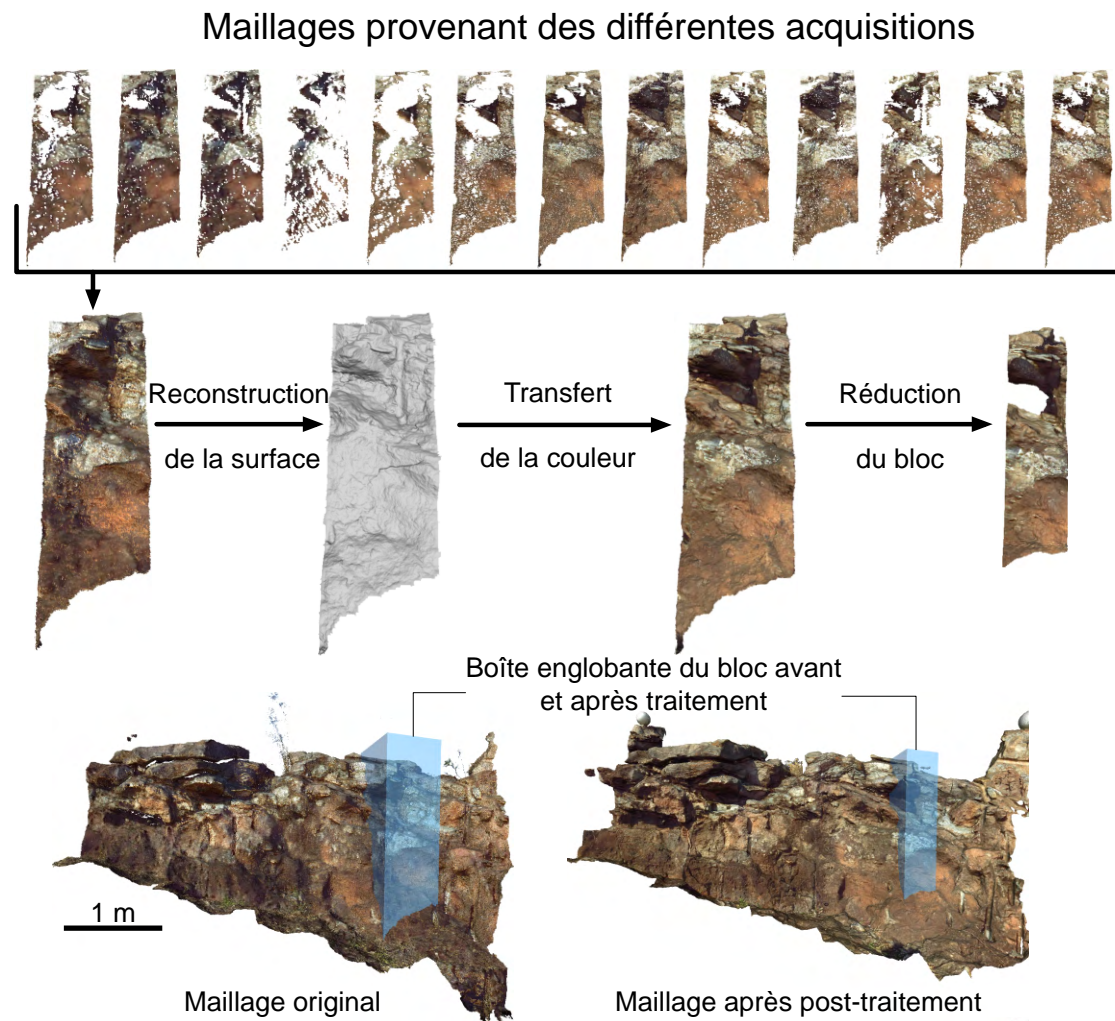 Maillages provenant des différentes acquisitions
Reconstruction
de la surface
Transfert
de la couleur
Réduction
du bloc
Boîte englobante du bloc avant
et après traitement
1 m
Maillage original
Maillage après post-traitement